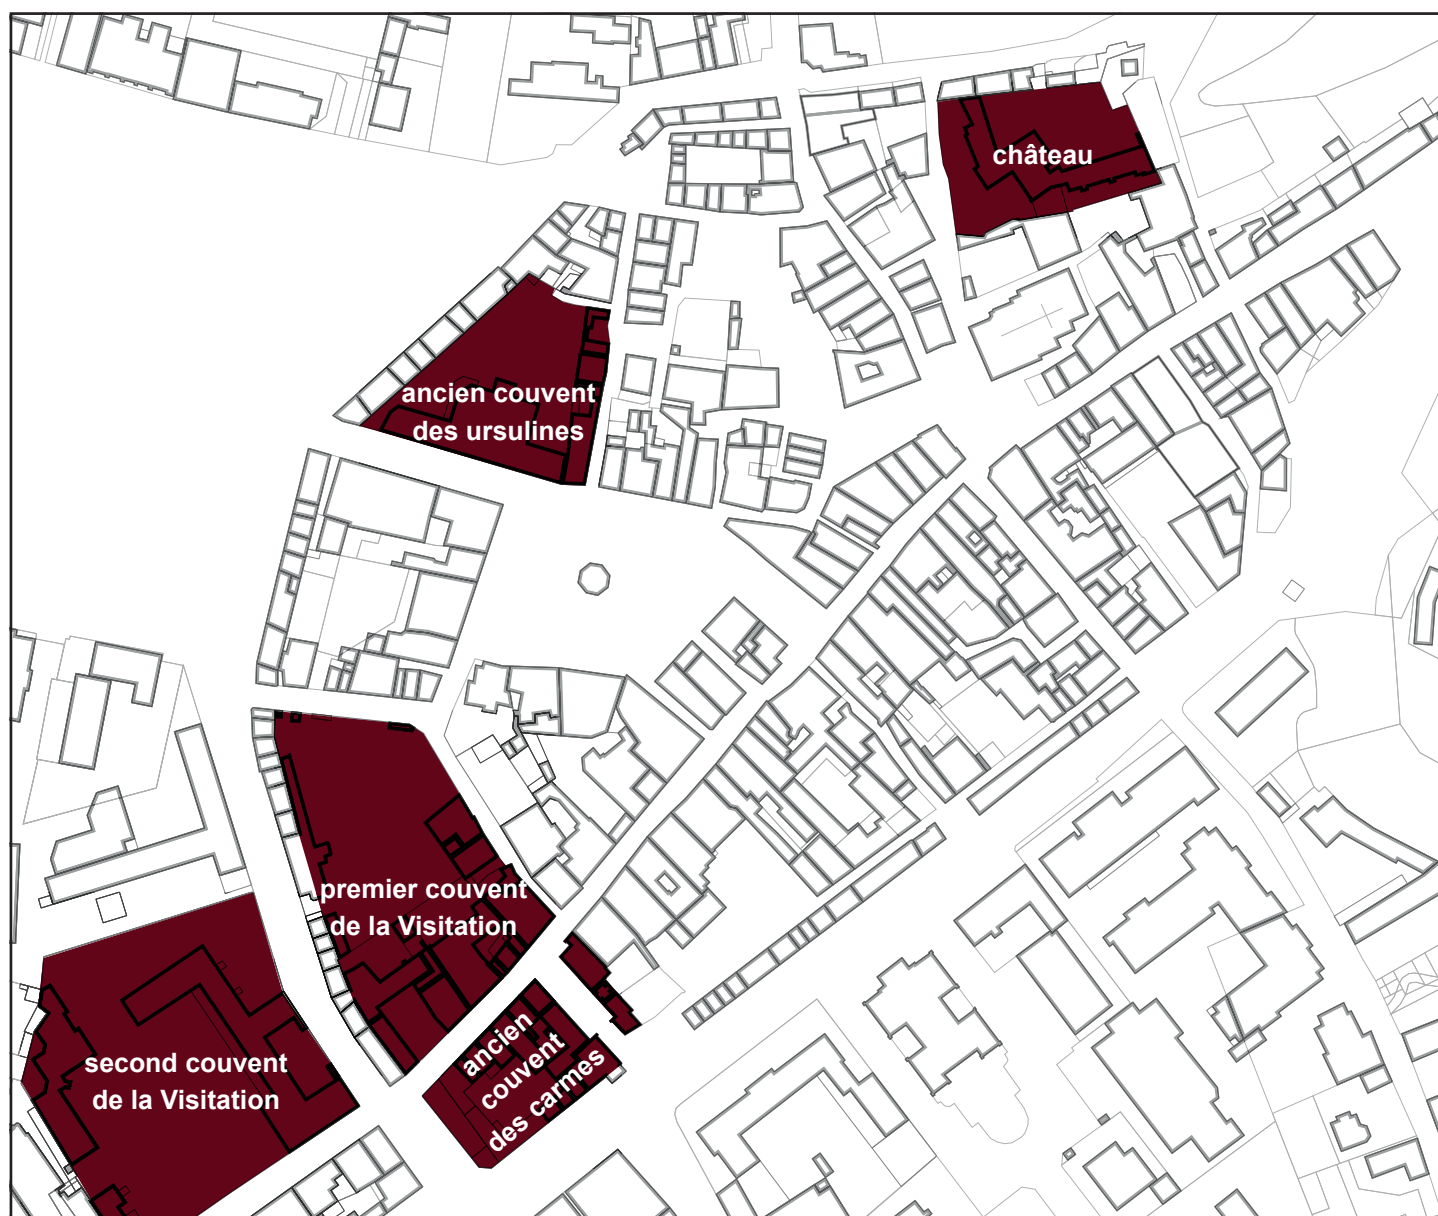 château
ancien couvent
des ursulines
premier couvent
de la Visitation
second couvent
de la Visitation
ancien
couvent
des carmes